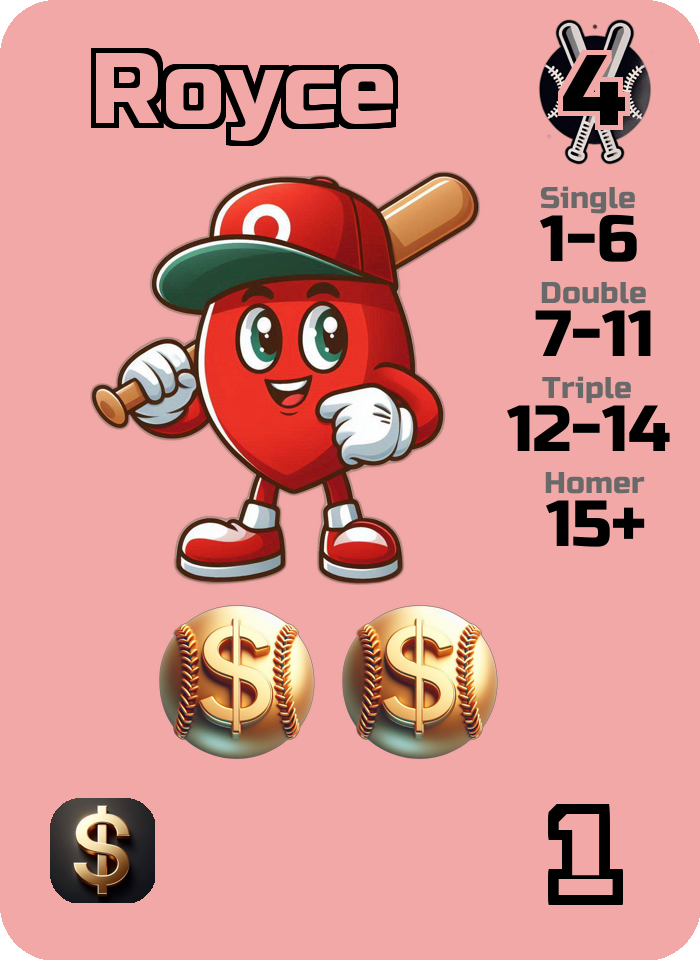 Royce
4
Single
1-6
Double
7-11
Triple
12-14
Homer
15+
$ $
$
1